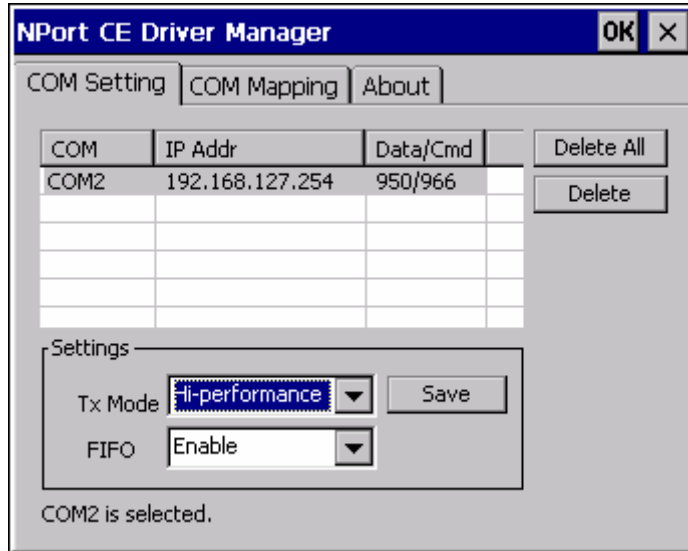 NPort CE Driver Manager OK ×
COM Setting COM Mapping About
COM IP Addr Data/Cmd Delete All
COM2 192.168.127.254 950/966 Delete
Settings
Tx Mode Hi-performance Save
FIFO Enable
COM2 is selected.